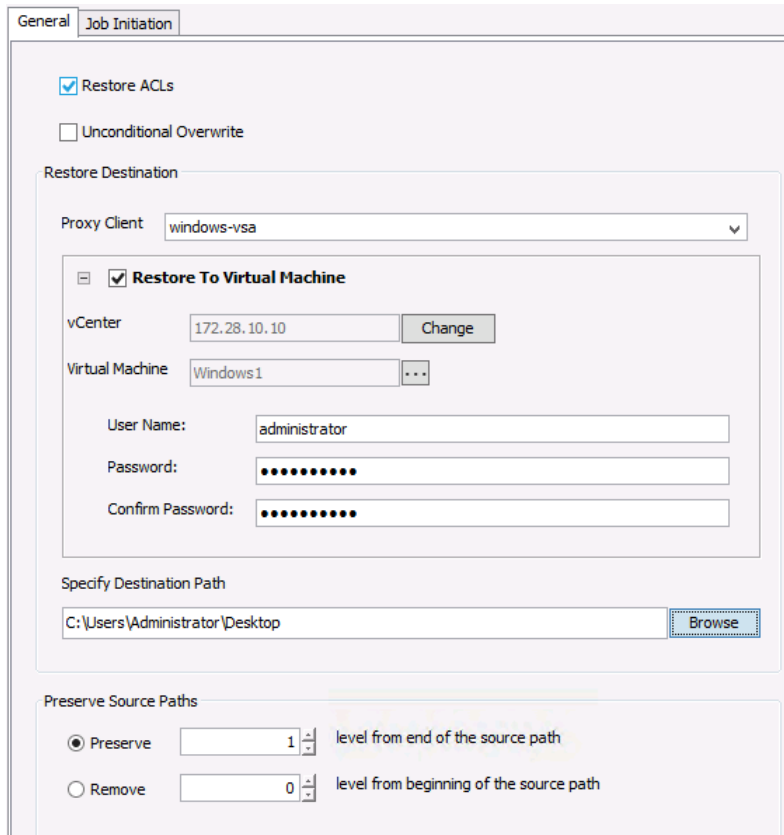 General Job Initiation
Restore ACLs
Unconditional Overwrite
Restore Destination
Proxy Client windows-vsa
Restore To Virtual Machine
vCenter 172.28.10.10 Change
Virtual Machine Windows1 ...
User Name: administrator
Password: ●●●●●●●●●●
Confirm Password: ●●●●●●●●●●
Specify Destination Path
C:\Users\Administrator\Desktop Browse
Preserve Source Paths
Preserve 1 level from end of the source path
Remove 0 level from beginning of the source path